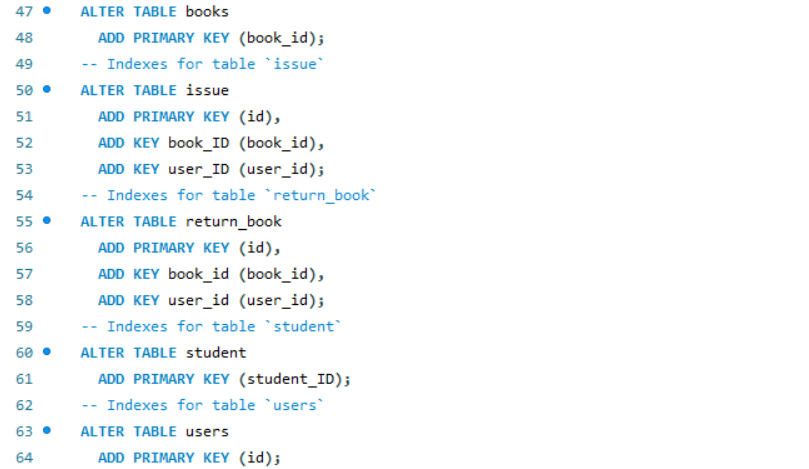 47 ALTER TABLE books
48 ADD PRIMARY KEY (book_id);
49 -- Indexes for table `issue`
50 ALTER TABLE issue
51 ADD PRIMARY KEY (id),
52 ADD KEY book_ID (book_id),
53 ADD KEY user_ID (user_id);
54 -- Indexes for table `return_book`
55 ALTER TABLE return_book
56 ADD PRIMARY KEY (id),
57 ADD KEY book_id (book_id),
58 ADD KEY user_id (user_id);
59 -- Indexes for table `student`
60 ALTER TABLE student
61 ADD PRIMARY KEY (student_ID);
62 -- Indexes for table `users`
63 ALTER TABLE users
64 ADD PRIMARY KEY (id);